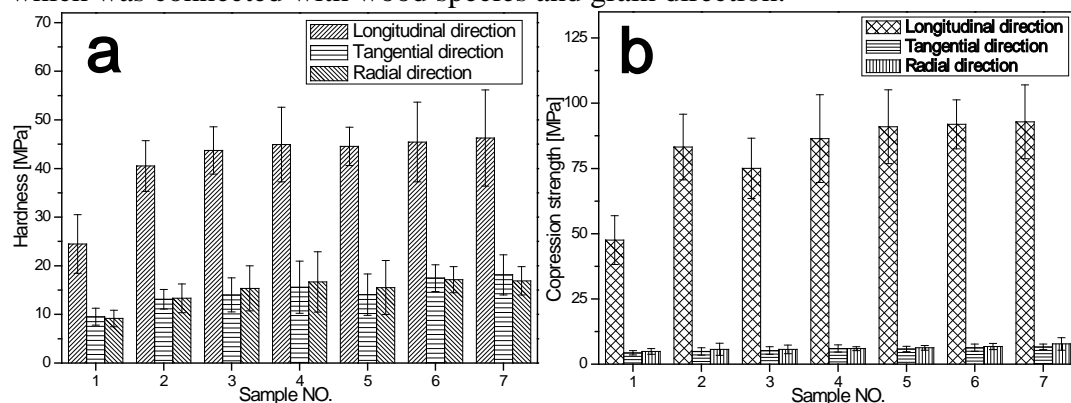 which was connected with wood species and grain direction.
a
Longitudinal direction
Tangential direction
Radial direction
Hardness [MPa]
70
60
50
40
30
20
10
0
1 2 3 4 5 6 7
Sample NO.
b
Longitudinal direction
Tangential direction
Radial direction
Copression strength [MPa]
125
100
75
50
25
0
1 2 3 4 5 6 7
Sample NO.